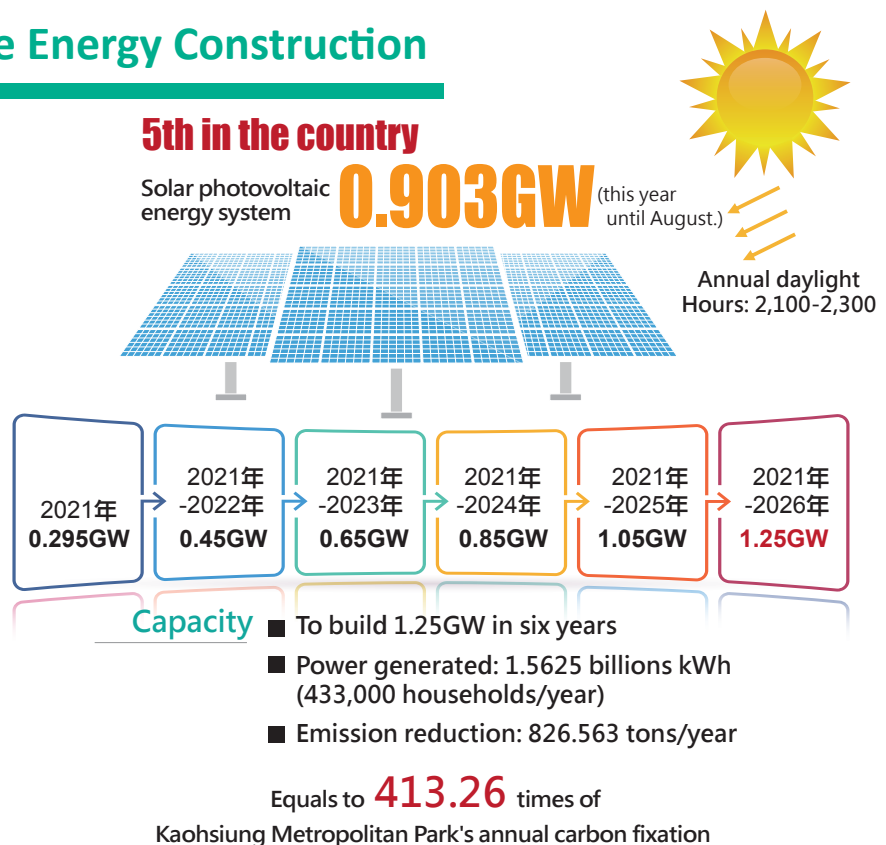 e Energy Construction
5th in the country
Solar photovoltaic
energy system
0.903GW
(this year
until August.)
Annual daylight
Hours: 2,100-2,300
2021年
0.295GW
2021年
-2022年
0.45GW
2021年
-2023年
0.65GW
2021年
-2024年
0.85GW
2021年
-2025年
1.05GW
2021年
-2026年
1.25GW
Capacity
■ To build 1.25GW in six years
■ Power generated: 1.5625 billions kWh
(433,000 households/year)
■ Emission reduction: 826.563 tons/year
Equals to 413.26 times of
Kaohsiung Metropolitan Park's annual carbon fixation